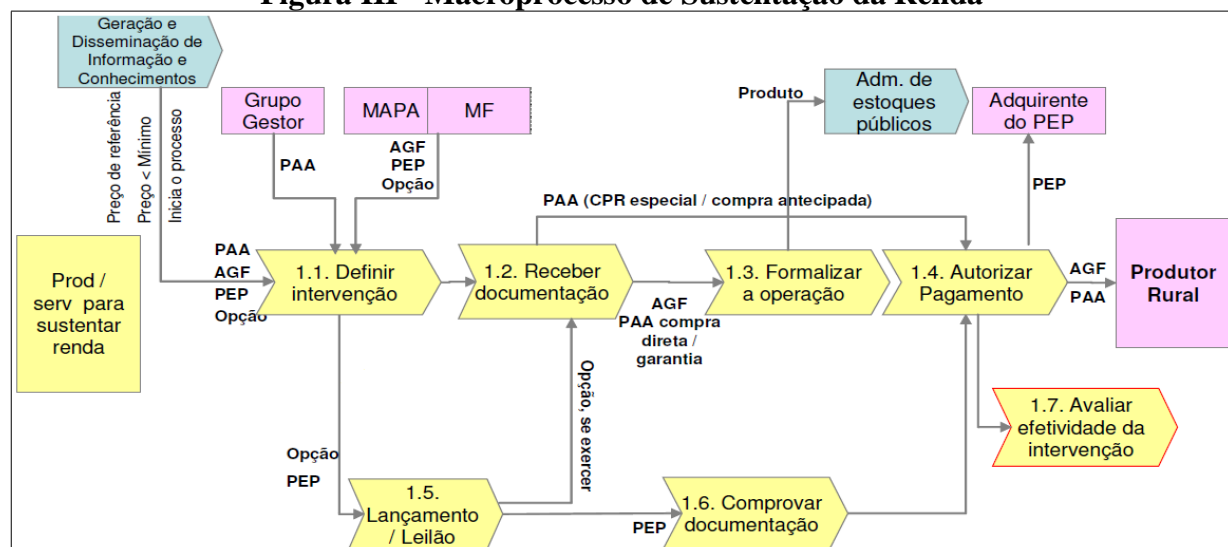 Figura III - Macroprocesso de Sustentação da Renda
Geração e
Disseminação de
Informação e
Conhecimentos
Preço de referência
Preço < Mínimo
Inicia o processo
Grupo
Gestor
PAA
MAPA
MF
AGF
PEP
Opção
Produto
Adm. de
estoques
públicos
Adquirente
do PEP
PEP
PAA (CPR especial / compra antecipada)
Prod /
serv para
sustentar
renda
PAA
AGF
PEP
Opção
1.1. Definir
intervenção
1.2. Receber
documentação
AGF
PAA compra
direta /
garantia
1.3. Formalizar
a operação
1.4. Autorizar
Pagamento
AGF
PAA
Produtor
Rural
Opção, se exercer
1.7. Avaliar
efetividade da
intervenção
Opção
PEP
1.5.
Lançamento
/ Leilão
PEP
1.6. Comprovar
documentação